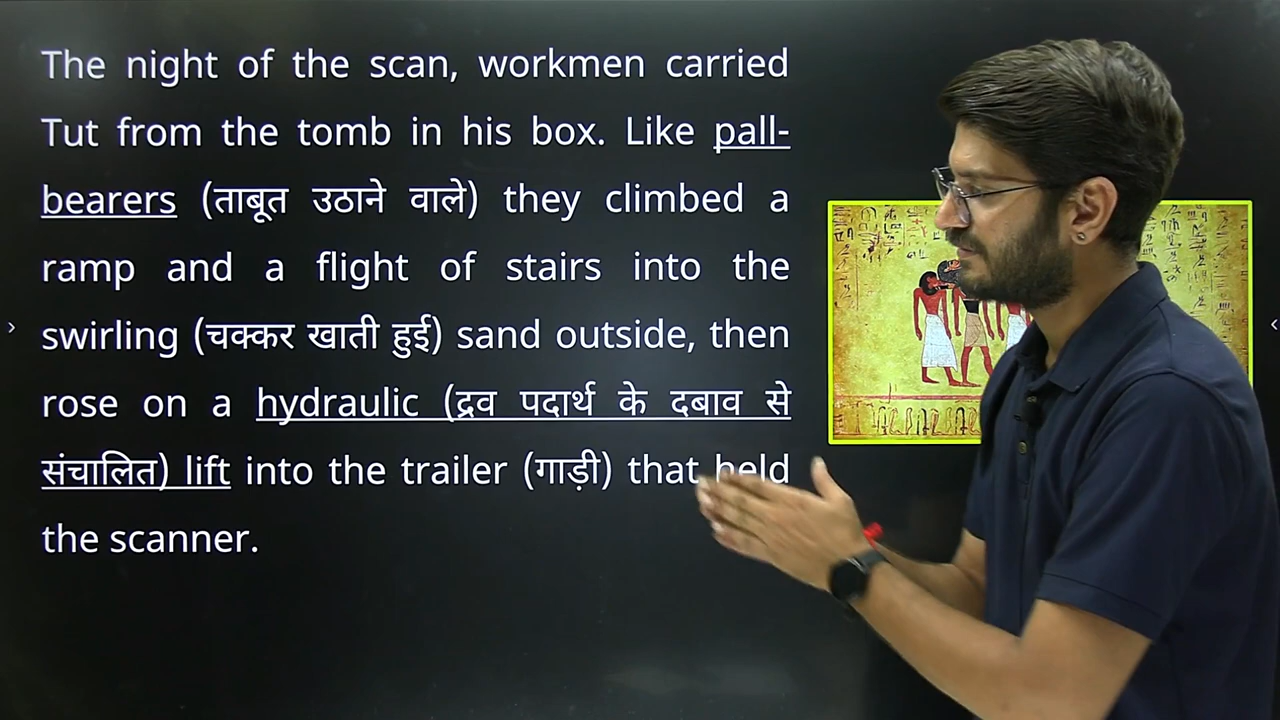 The night of the scan, workmen carried
Tut from the tomb in his box. Like pall-
bearers (ताबूत उठाने वाले) they climbed a
ramp and a flight of stairs into the
swirling (चक्कर खाती हुई) sand outside, then
rose on a hydraulic (द्रव पदार्थ के दबाव से
संचालित) lift into the trailer (गाड़ी) that held
the scanner.